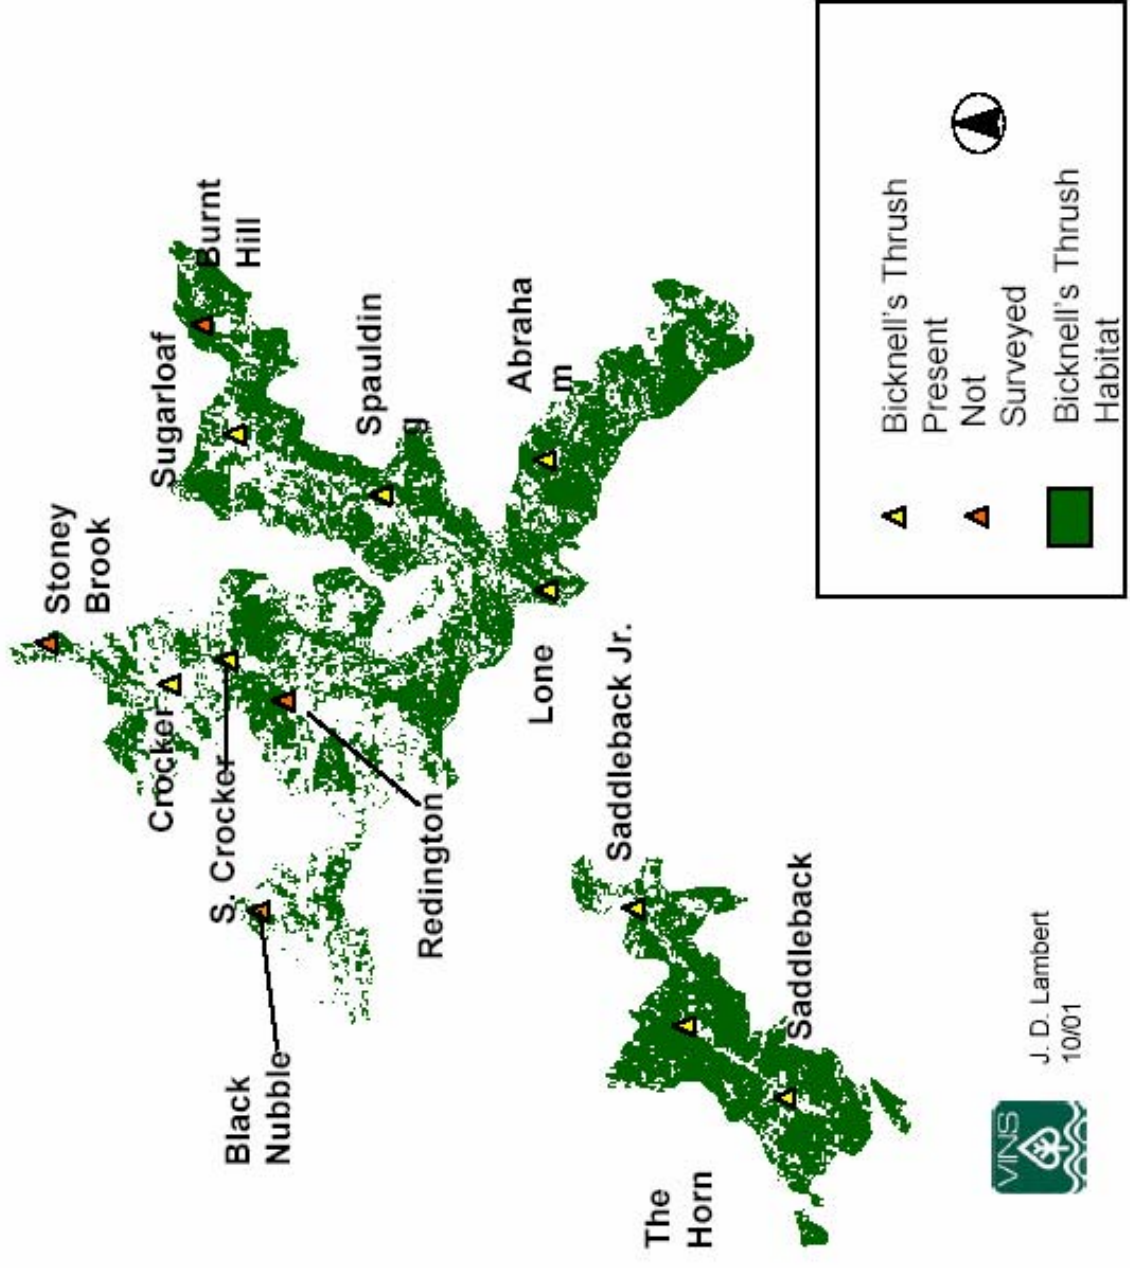 Stoney
Brook
Sugarloaf
Burnt
Hill
Crocker
S. Crocker
Spauldin
g
Black
Nubble
Redington
Abraha
m
Lone
Saddleback Jr.
The
Horn
Saddleback
Bicknell's Thrush
Present
Not
Surveyed
Bicknell's Thrush
Habitat
VINS
J. D. Lambert
10/01